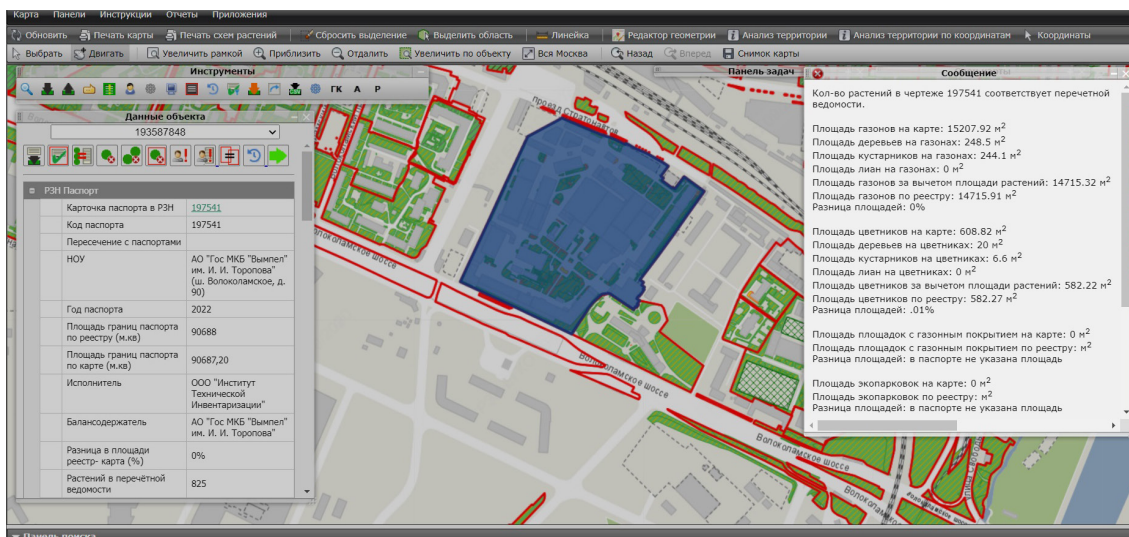 Карта Панели Инструкции Отчеты Приложения
Обновить Печать карты Печать схем растений Сбросить выделение Выделить область Линейка Редактор геометрии Анализ территории Анализ территории по координатам Координаты
Выбрать Двигать Увеличить рамкой Приблизить Отдалить Увеличить по объекту Вся Москва Назад Вперед Снимок карты
Инструменты
ГК А Р
Данные объекта
193587848
РЗН Паспорт
Карточка паспорта в РЗН 197541
Код паспорта 197541
Пересечение с паспортами
НОУ АО "Гос МКБ "Вымпел"
им. И. И. Торопова"
(ш. Волоколамское, д.
90)
Год паспорта 2022
Площадь границ паспорта
по реестру (м.кв) 90688
Площадь границ паспорта
по карте (м.кв) 90687,20
Исполнитель ООО "Институт
Технической
Инвентаризации"
Балансодержатель АО "Гос МКБ "Вымпел"
им. И. И. Торопова"
Разница в площади
реестр- карта (%) 0%
Растений в перечётной
ведомости 825
Панель задач
Сообщение
Кол-во растений в чертеже 197541 соответствует перечетной
ведомости.
Площадь газонов на карте: 15207.92 м²
Площадь деревьев на газонах: 248.5 м²
Площадь кустарников на газонах: 244.1 м²
Площадь лиан на газонах: 0 м²
Площадь газонов за вычетом площади растений: 14715.32 м²
Площадь газонов по реестру: 14715.91 м²
Разница площадей: 0%
Площадь цветников на карте: 608.82 м²
Площадь деревьев на цветниках: 20 м²
Площадь кустарников на цветниках: 6.6 м²
Площадь лиан на цветниках: 0 м²
Площадь цветников за вычетом площади растений: 582.22 м²
Площадь цветников по реестру: 582.27 м²
Разница площадей: .01%
Площадь площадок с газонным покрытием на карте: 0 м²
Площадь площадок с газонным покрытием по реестру: м²
Разница площадей: в паспорте не указана площадь
Площадь экопарковок на карте: 0 м²
Площадь экопарковок по реестру: м²
Разница площадей: в паспорте не указана площадь
проезд Стратонавтов
Волоколамское шоссе
Волоколамское шоссе
Волоколамское шоссе
Панель поиска